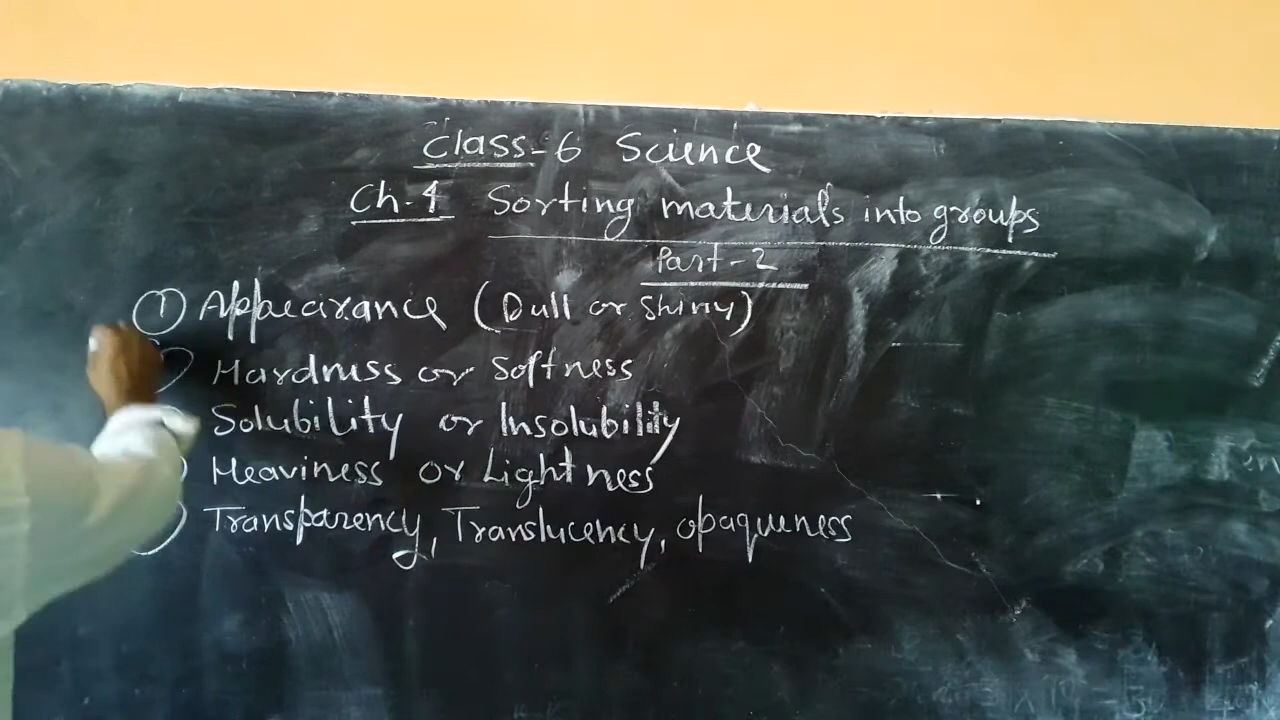 Class-6 Science
Ch-4 Sorting materials into groups
Part-2
① Appearance (Dull or Shiny)
Hardness or Softness
Solubility or Insolubility
Heaviness or Lightness
Transparency, Translucency, opaqueness